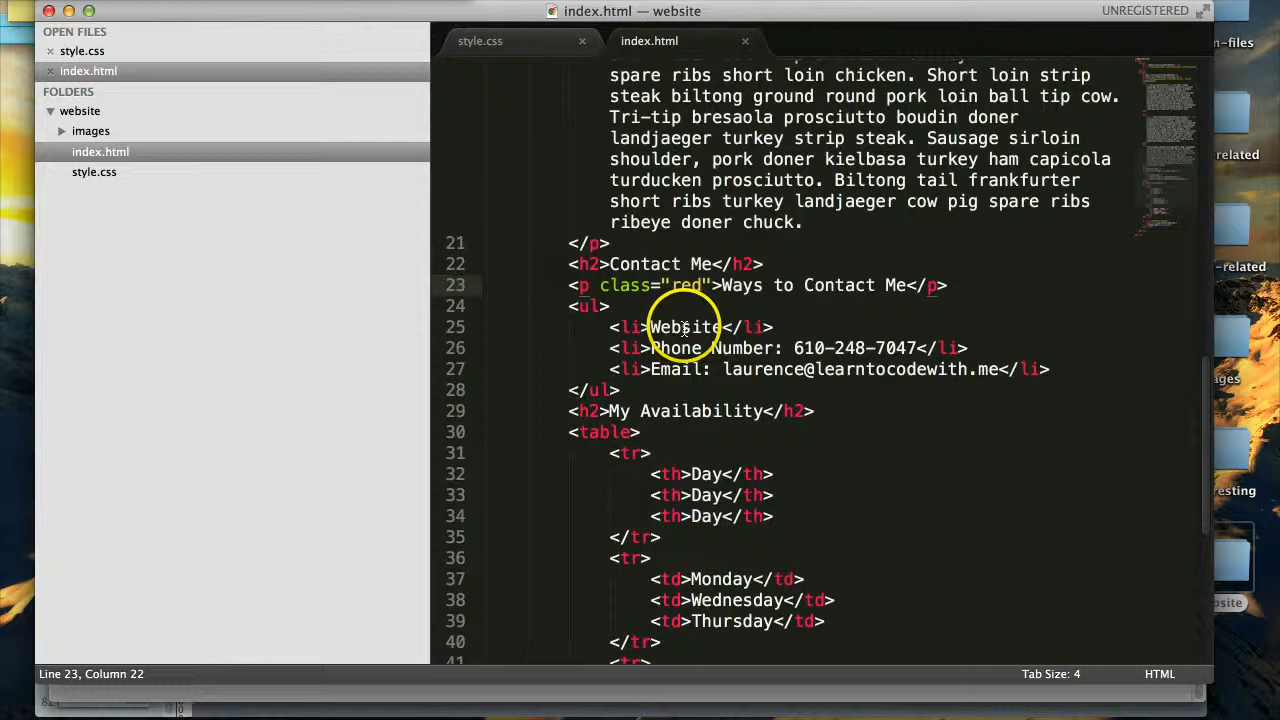 index.html — website
UNREGISTERED
OPEN FILES
style.css
index.html
FOLDERS
website
images
index.html
style.css
style.css
index.html
spare ribs short loin chicken. Short loin strip
steak biltong ground round pork loin ball tip cow.
Tri-tip bresaola prosciutto boudin doner
landjaeger turkey strip steak. Sausage sirloin
shoulder, pork doner kielbasa turkey ham capicola
turducken prosciutto. Biltong tail frankfurter
short ribs turkey landjaeger cow pig spare ribs
ribeye doner chuck.
21 </p>
22 <h2>Contact Me</h2>
23 <p class="red">Ways to Contact Me</p>
24 <ul>
25 <li>Website</li>
26 <li>Phone Number: 610-248-7047</li>
27 <li>Email: laurence@learntocodewith.me</li>
28 </ul>
29 <h2>My Availability</h2>
30 <table>
31 <tr>
32 <th>Day</th>
33 <th>Day</th>
34 <th>Day</th>
35 </tr>
36 <tr>
37 <td>Monday</td>
38 <td>Wednesday</td>
39 <td>Thursday</td>
40 </tr>
41 <tr>
Line 23, Column 22
Tab Size: 4
HTML
n-files
related
-related
ages
resting
bsite